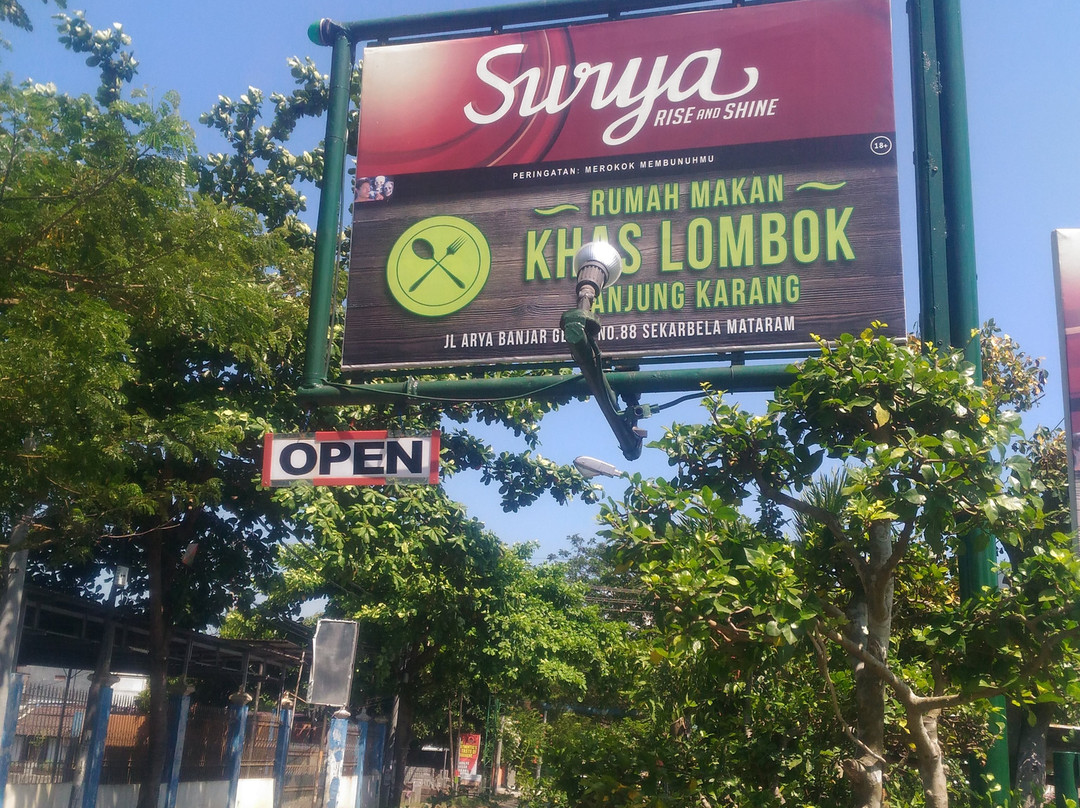 Surya
RISE AND SHINE
18+
PERINGATAN: MEROKOK MEMBUNUHMU
RUMAH MAKAN
KHAS LOMBOK
ANJUNG KARANG
JL ARYA BANJAR GE NO.88 SEKARBELA MATARAM
OPEN